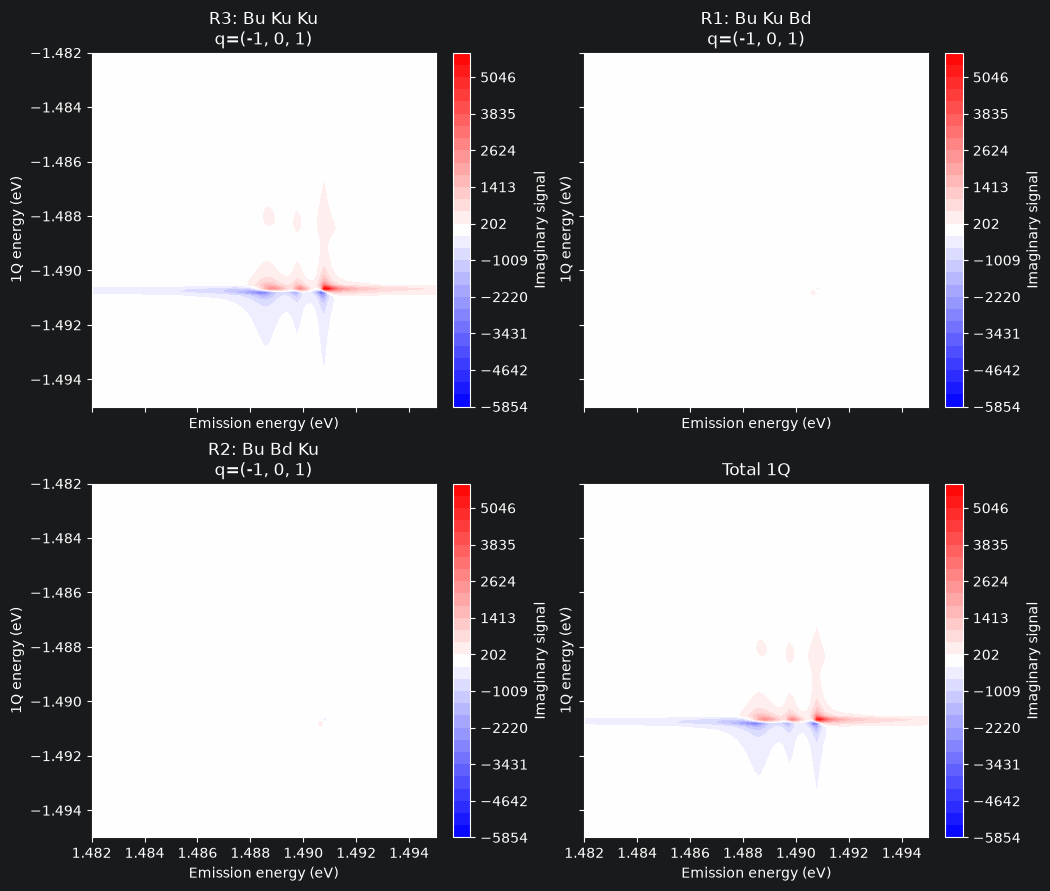 R3: Bu Ku Ku
q=(-1, 0, 1)
R1: Bu Ku Bd
q=(-1, 0, 1)
−1.482
−1.484
−1.486
−1.488
−1.490
−1.492
−1.494
1Q energy (eV)
Emission energy (eV)
5046
3835
2624
1413
202
−1009
−2220
−3431
−4642
−5854
Imaginary signal
1Q energy (eV)
Emission energy (eV)
5046
3835
2624
1413
202
−1009
−2220
−3431
−4642
−5854
Imaginary signal
R2: Bu Bd Ku
q=(-1, 0, 1)
Total 1Q
−1.482
−1.484
−1.486
−1.488
−1.490
−1.492
−1.494
1Q energy (eV)
1.482 1.484 1.486 1.488 1.490 1.492 1.494
Emission energy (eV)
5046
3835
2624
1413
202
−1009
−2220
−3431
−4642
−5854
Imaginary signal
1Q energy (eV)
1.482 1.484 1.486 1.488 1.490 1.492 1.494
Emission energy (eV)
5046
3835
2624
1413
202
−1009
−2220
−3431
−4642
−5854
Imaginary signal